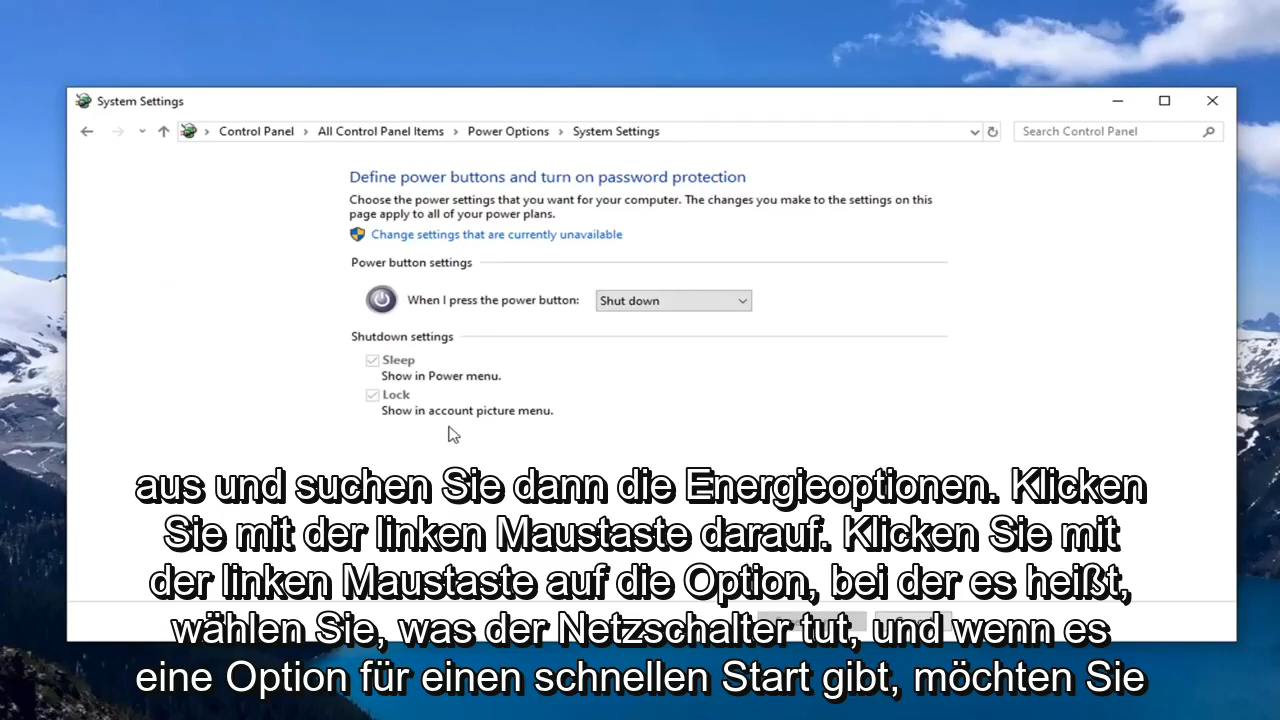 System Settings
Control Panel
All Control Panel Items
Power Options
System Settings
Search Control Panel
Define power buttons and turn on password protection
Choose the power settings that you want for your computer. The changes you make to the settings on this
page apply to all of your power plans.
Change settings that are currently unavailable
Power button settings
When I press the power button:
Shut down
Shutdown settings
Sleep
Show in Power menu.
Lock
Show in account picture menu.
aus und suchen Sie dann die Energieoptionen. Klicken
Sie mit der linken Maustaste darauf. Klicken Sie mit
der linken Maustaste auf die Option, bei der es heißt,
wählen Sie, was der Netzschalter tut, und wenn es
eine Option für einen schnellen Start gibt, möchten Sie